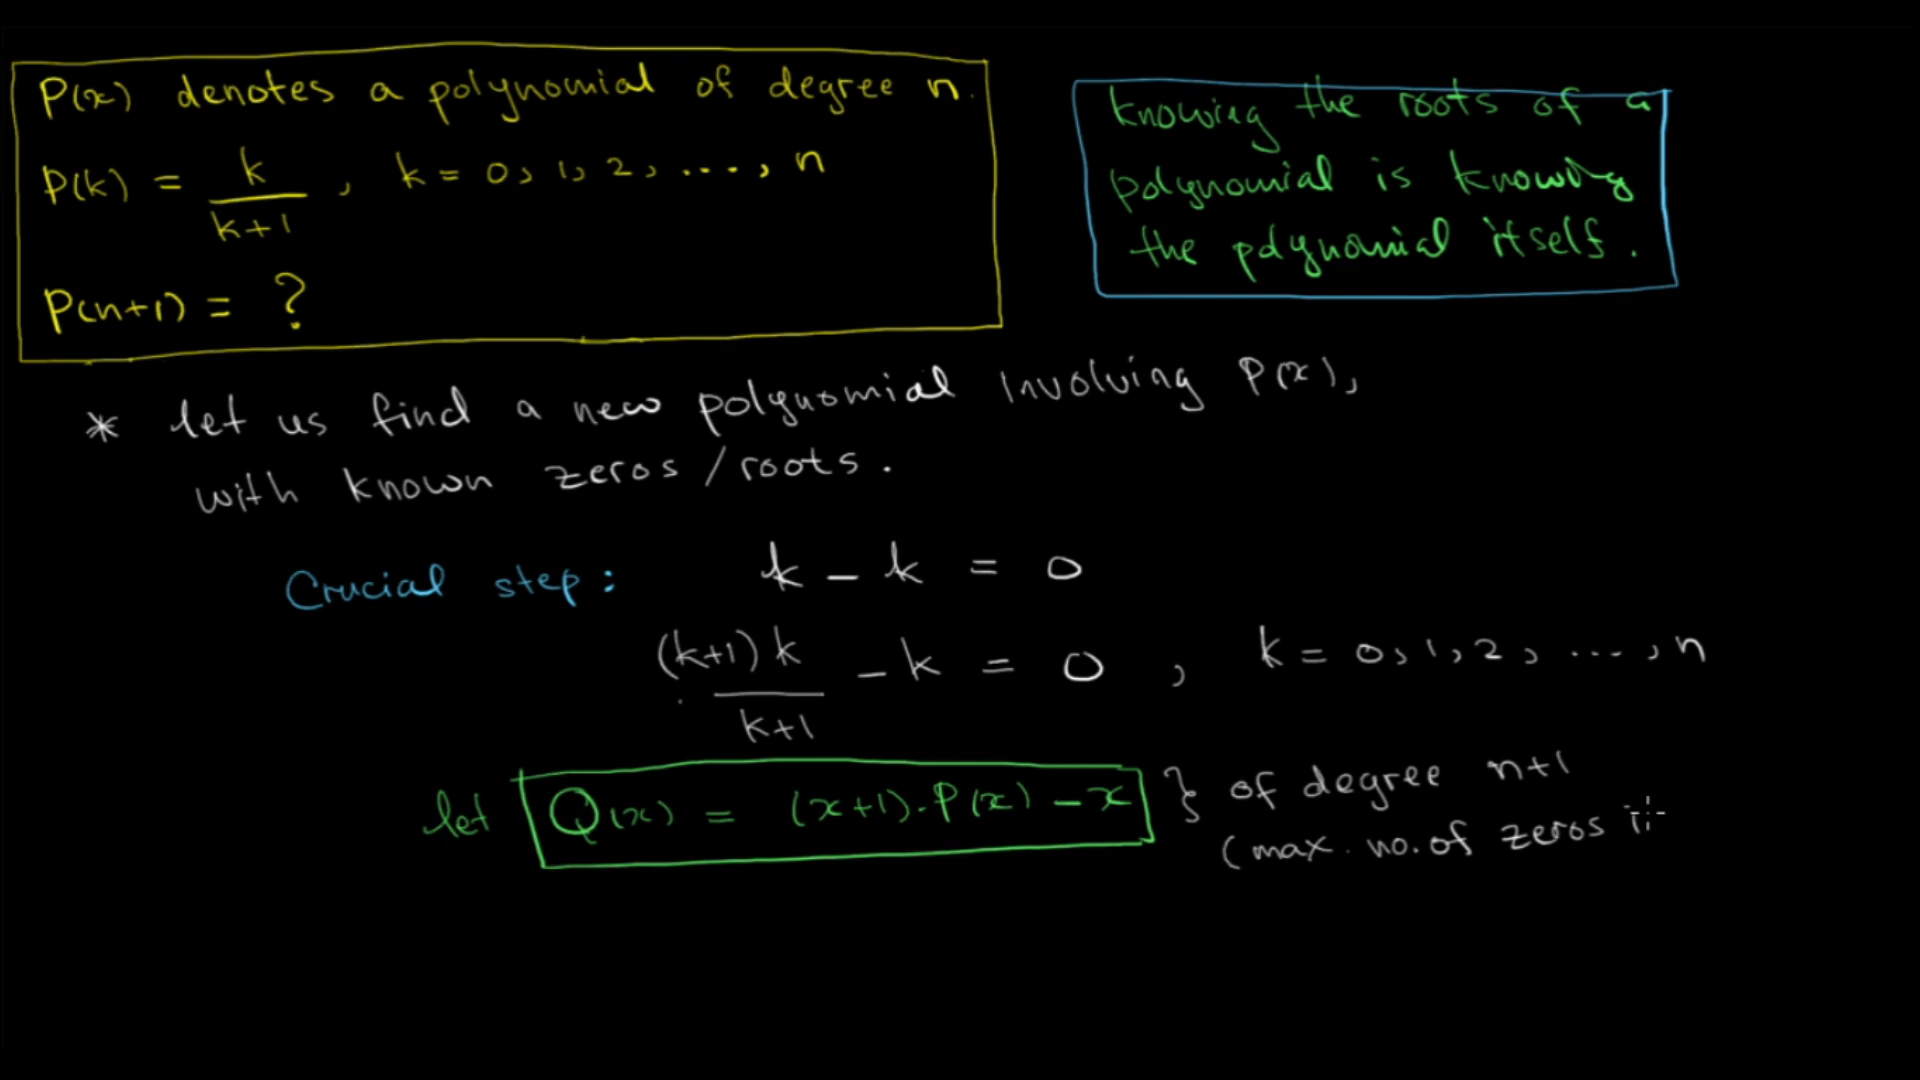 P(x) denotes a polynomial of degree n.
P(k) = k/(k+1) , k = 0, 1, 2, ..., n
P(n+1) = ?
knowing the roots of a
polynomial is knowing
the polynomial itself.
* let us find a new polynomial involving P(x),
with known zeros/roots.
Crucial step: k - k = 0
(k+1)k/(k+1) - k = 0 , k = 0, 1, 2, ..., n
let Q(x) = (x+1).P(x) - x } of degree n+1
(max. no. of zeros